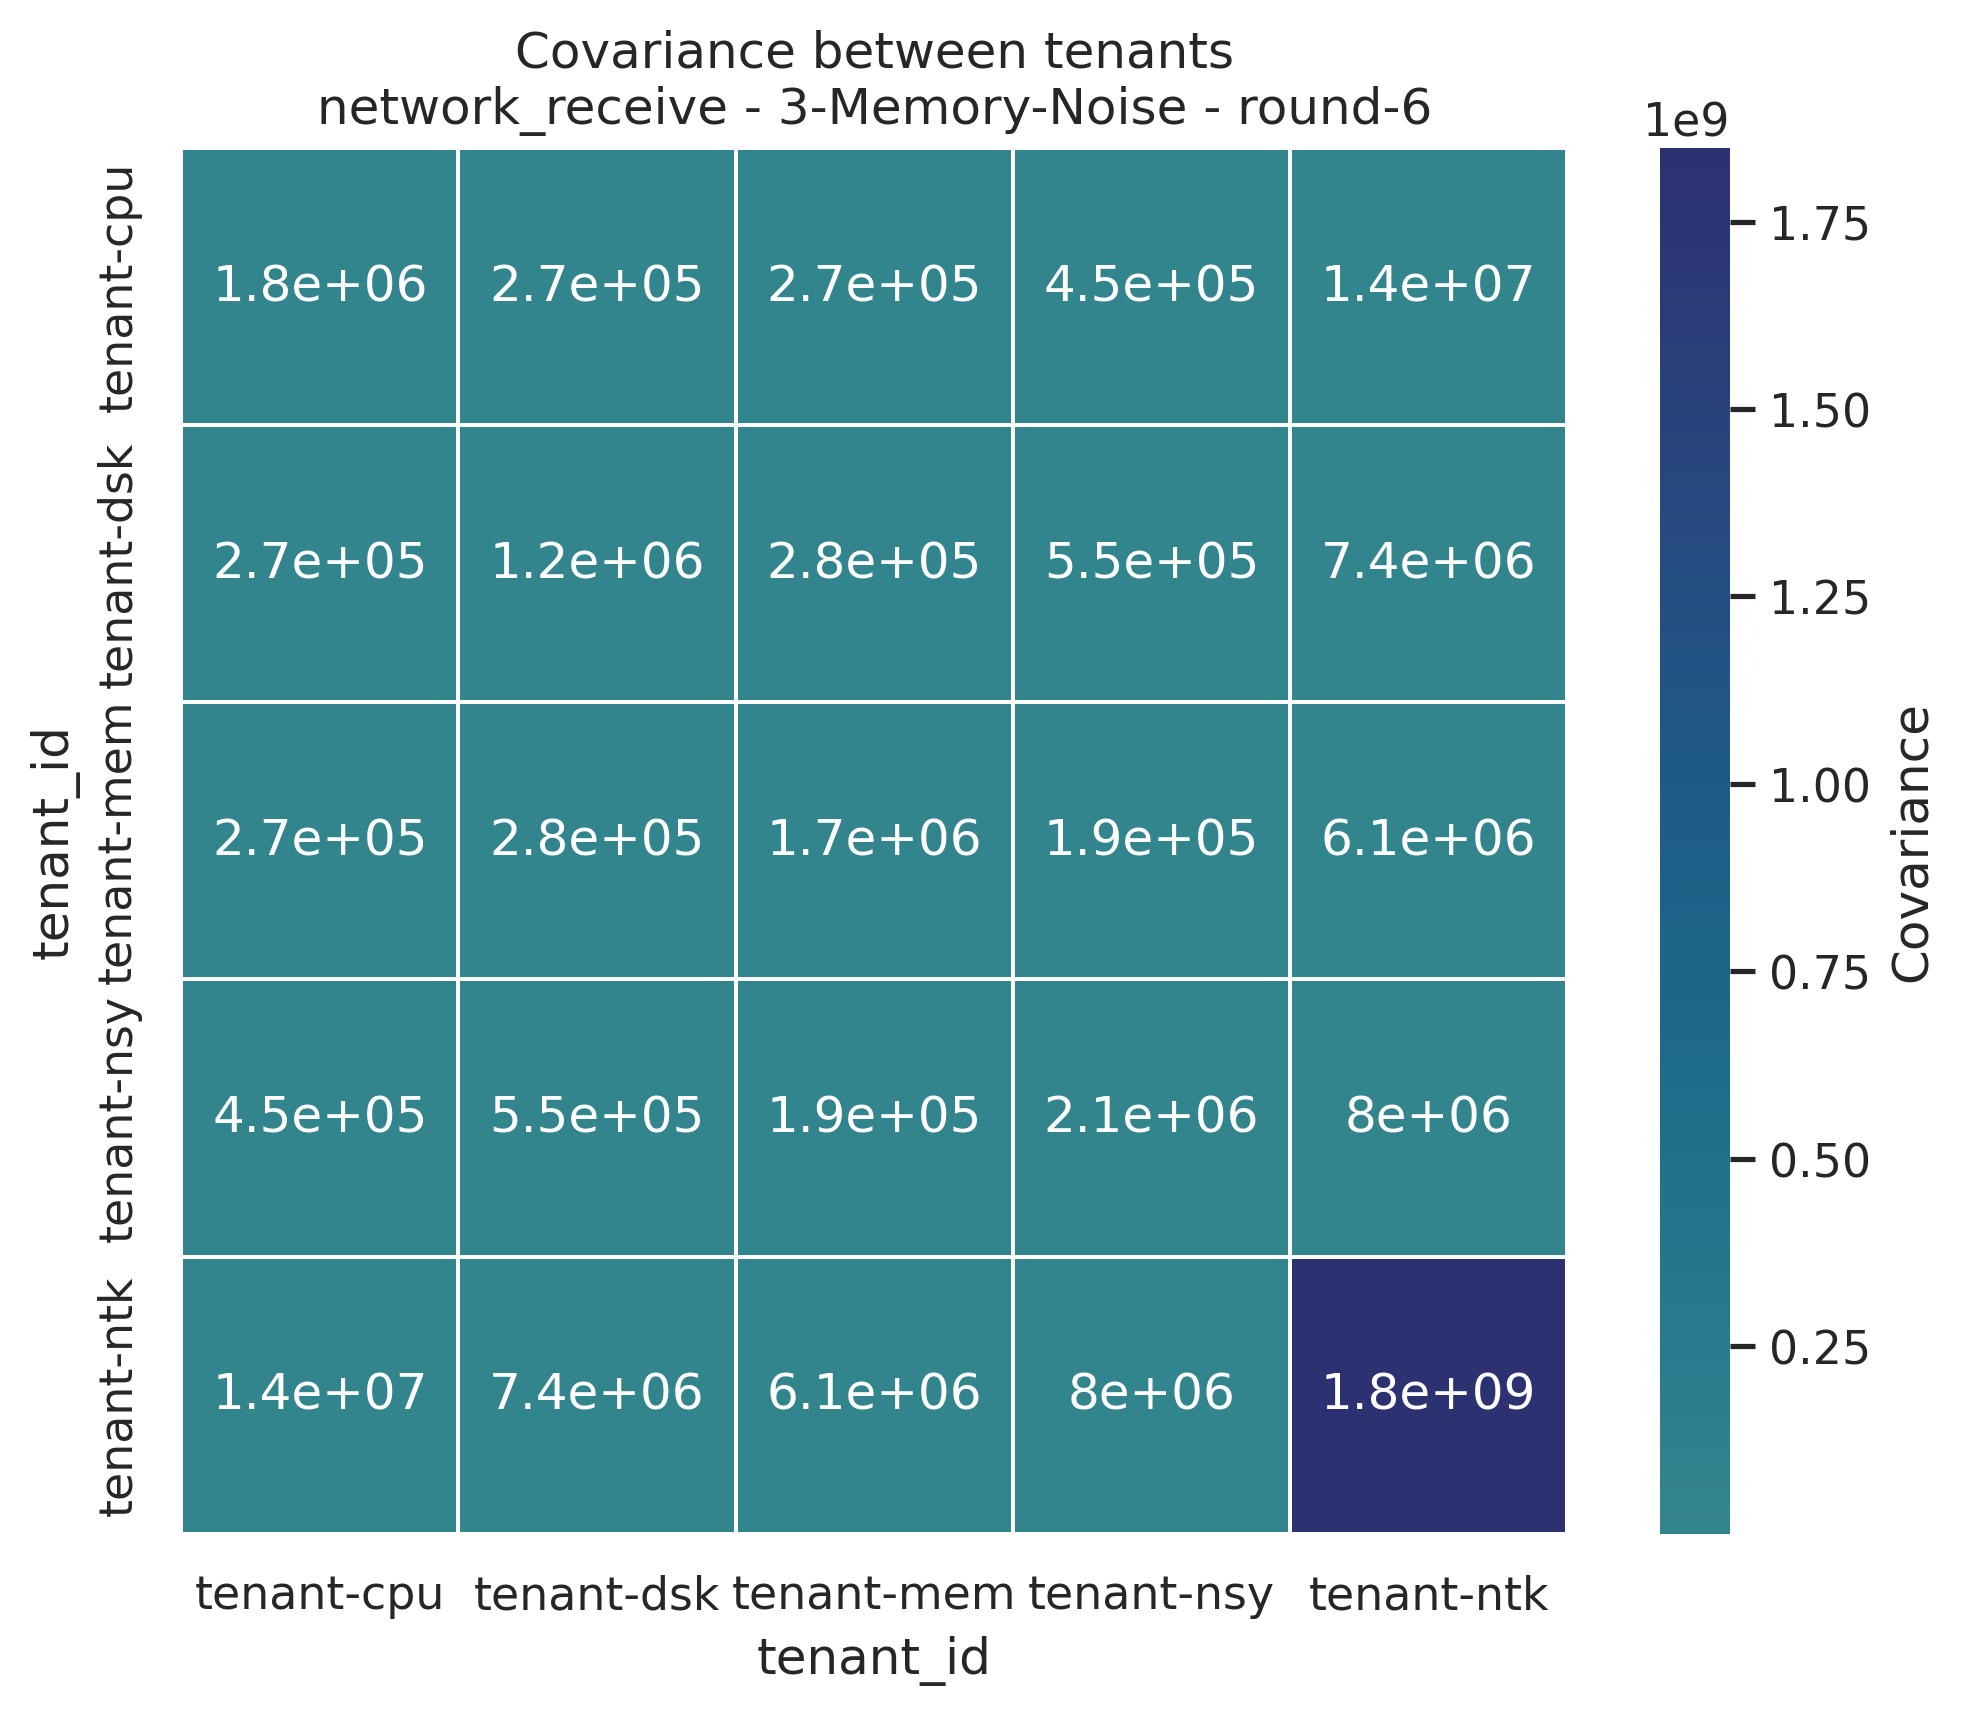 Covariance between tenants
network_receive - 3-Memory-Noise - round-6
1e9
tenant_id
tenant-cpu
1.8e+06 2.7e+05 2.7e+05 4.5e+05 1.4e+07
tenant-dsk
2.7e+05 1.2e+06 2.8e+05 5.5e+05 7.4e+06
tenant-mem
2.7e+05 2.8e+05 1.7e+06 1.9e+05 6.1e+06
tenant-nsy
4.5e+05 5.5e+05 1.9e+05 2.1e+06 8e+06
tenant-ntk
1.4e+07 7.4e+06 6.1e+06 8e+06 1.8e+09
tenant-cpu tenant-dsk tenant-mem tenant-nsy tenant-ntk
tenant_id
1.75
1.50
1.25
1.00
0.75
0.50
0.25
Covariance